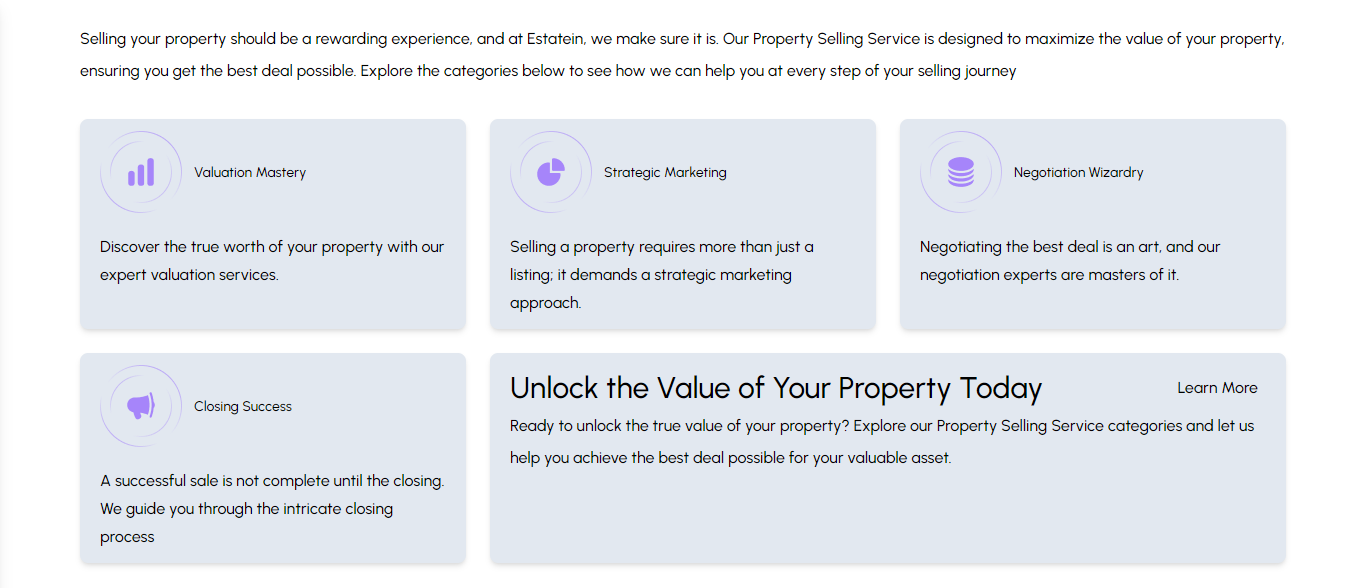 Selling your property should be a rewarding experience, and at Estatein, we make sure it is. Our Property Selling Service is designed to maximize the value of your property,
ensuring you get the best deal possible. Explore the categories below to see how we can help you at every step of your selling journey
Valuation Mastery
Discover the true worth of your property with our
expert valuation services.
Strategic Marketing
Selling a property requires more than just a
listing; it demands a strategic marketing
approach.
Negotiation Wizardry
Negotiating the best deal is an art, and our
negotiation experts are masters of it.
Closing Success
A successful sale is not complete until the closing.
We guide you through the intricate closing
process
Unlock the Value of Your Property Today
Learn More
Ready to unlock the true value of your property? Explore our Property Selling Service categories and let us
help you achieve the best deal possible for your valuable asset.